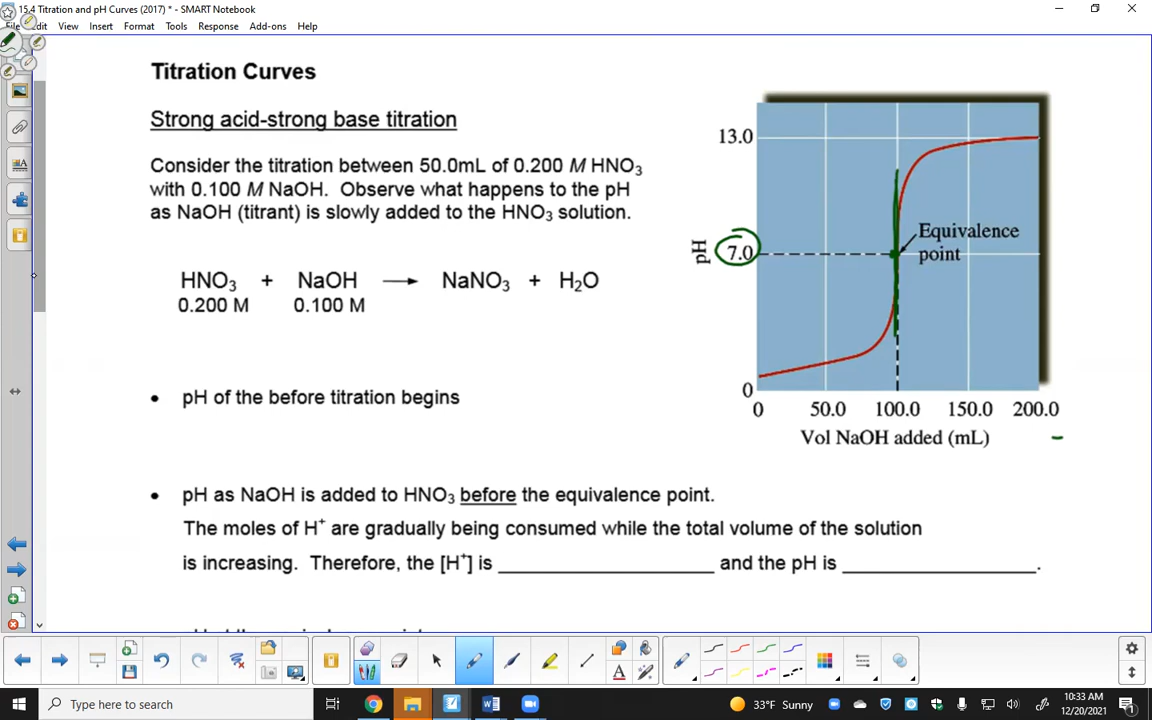 15.4 Titration and pH Curves (2017) * - SMART Notebook
Edit View Insert Format Tools Resources Add-ons Help
Titration Curves
Strong acid-strong base titration
Consider the titration between 50.0mL of 0.200 M HNO₃
with 0.100 M NaOH. Observe what happens to the pH
as NaOH (titrant) is slowly added to the HNO₃ solution.
HNO₃ + NaOH → NaNO₃ + H₂O
0.200 M 0.100 M
13.0
pH
7.0
Equivalence
point
0
0 50.0 100.0 150.0 200.0
Vol NaOH added (mL)
• pH of the before titration begins
• pH as NaOH is added to HNO₃ before the equivalence point.
The moles of H⁺ are gradually being consumed while the total volume of the solution
is increasing. Therefore, the [H⁺] is ____________________ and the pH is __________________.
Type here to search
33°F Sunny
10:33 AM
12/20/2021
1